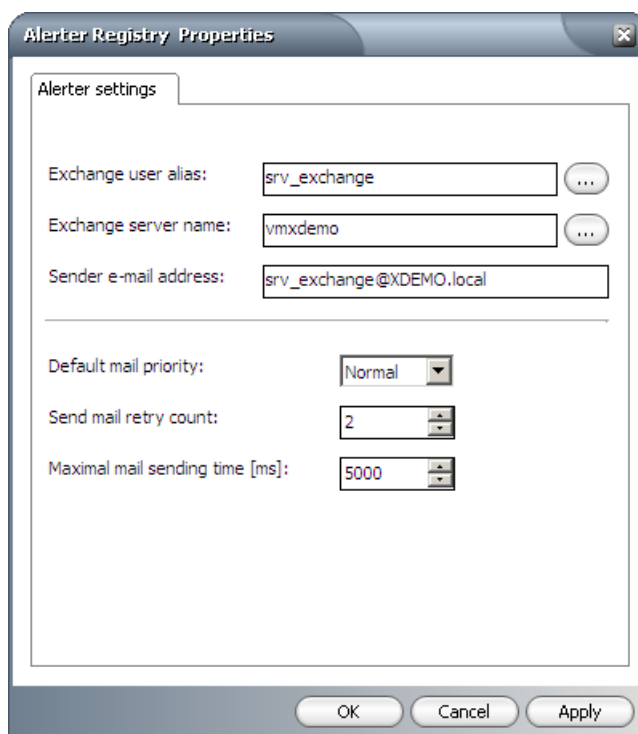 Alerter Registry Properties
Alerter settings
Exchange user alias: srv_exchange ...
Exchange server name: vmxdemo ...
Sender e-mail address: srv_exchange@XDEMO.local
Default mail priority: Normal
Send mail retry count: 2
Maximal mail sending time [ms]: 5000
OK Cancel Apply